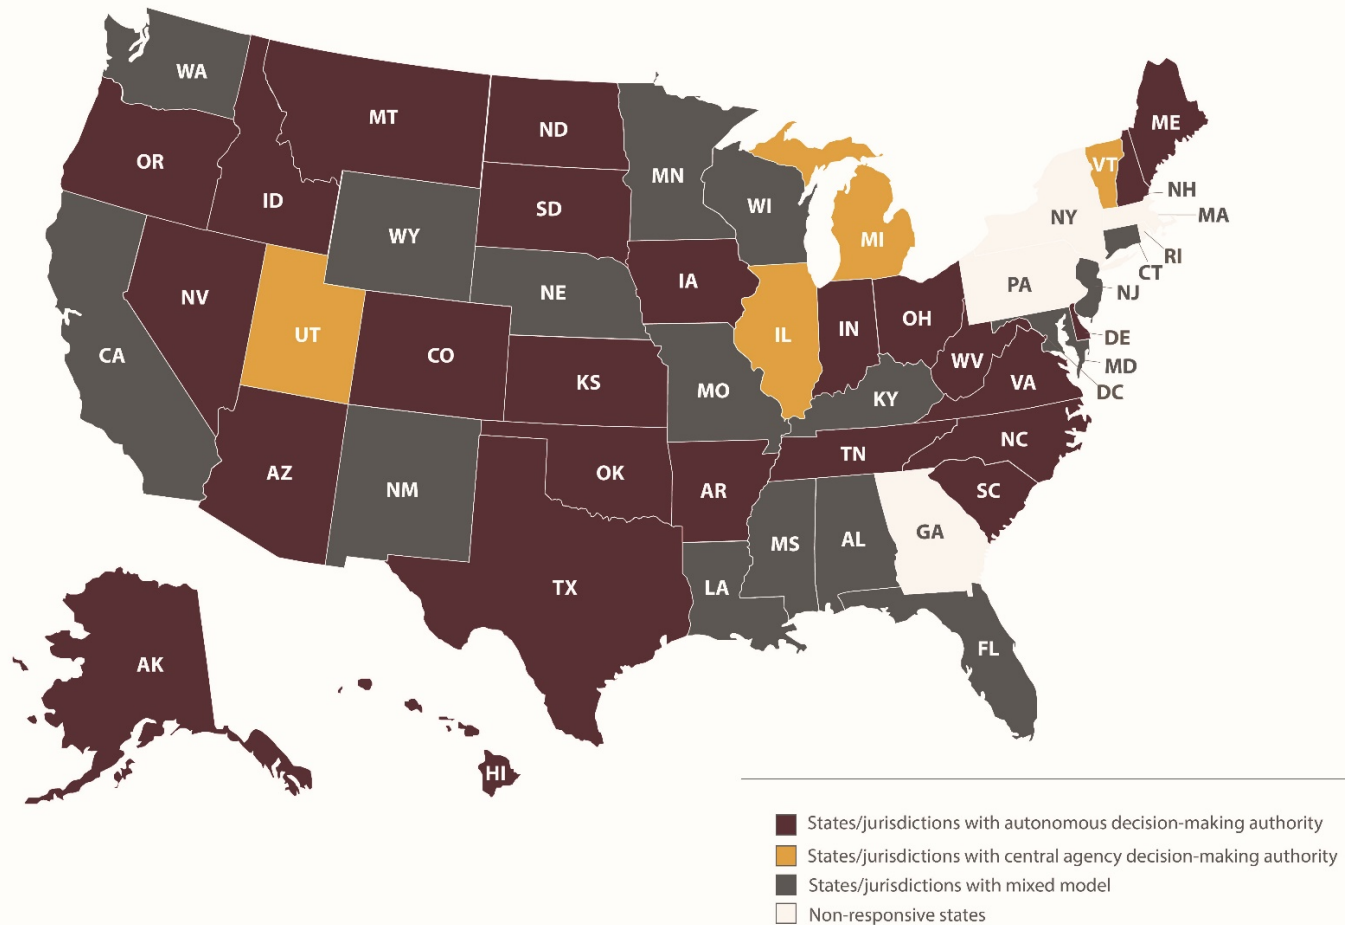 WA
MT
ND
ME
OR
MN
VT
ID
SD
WI
NH
NY
MA
WY
MI
RI
CT
IA
PA
NE
NJ
NV
OH
IN
UT
IL
DE
CA
CO
WV
MD
KS
VA
DC
MO
KY
NC
TN
AZ
OK
NM
AR
SC
GA
AL
MS
TX
LA
FL
AK
HI
States/jurisdictions with autonomous decision-making authority
States/jurisdictions with central agency decision-making authority
States/jurisdictions with mixed model
Non-responsive states